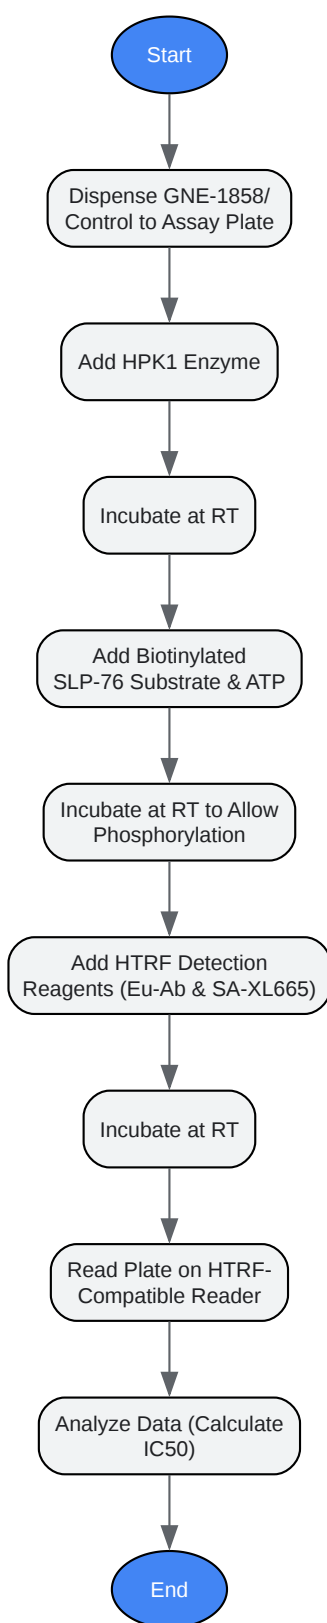 Start
Dispense GNE-1858/
Control to Assay Plate
Add HPK1 Enzyme
Incubate at RT
Add Biotinylated
SLP-76 Substrate & ATP
Incubate at RT to Allow
Phosphorylation
Add HTRF Detection
Reagents (Eu-Ab & SA-XL665)
Incubate at RT
Read Plate on HTRF-
Compatible Reader
Analyze Data (Calculate
IC50)
End